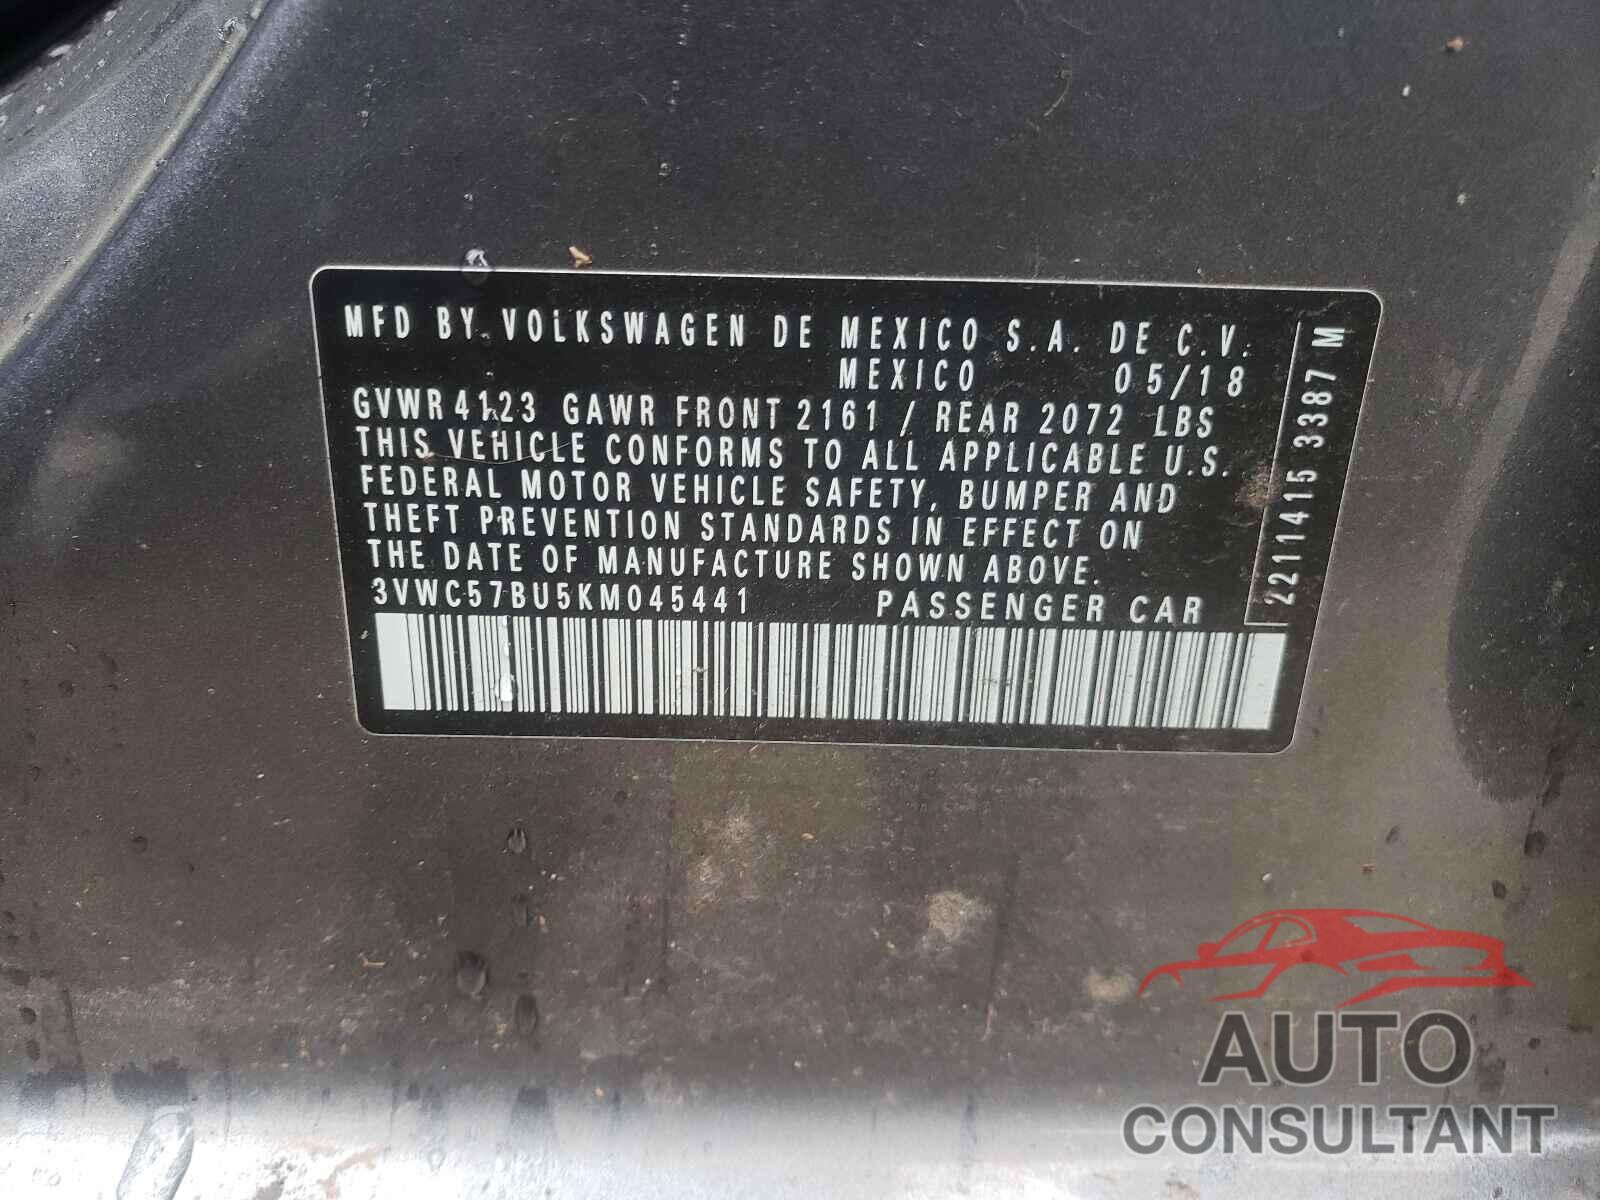 MFD BY VOLKSWAGEN DE MEXICO S.A. DE C.V.
MEXICO 05/18
GVWR 4123 GAWR FRONT 2161 / REAR 2072 LBS
THIS VEHICLE CONFORMS TO ALL APPLICABLE U.S.
FEDERAL MOTOR VEHICLE SAFETY, BUMPER AND
THEFT PREVENTION STANDARDS IN EFFECT ON
THE DATE OF MANUFACTURE SHOWN ABOVE.
3VWC57BU5KM045441 PASSENGER CAR
2211415 3387 M
AUTO
CONSULTANT